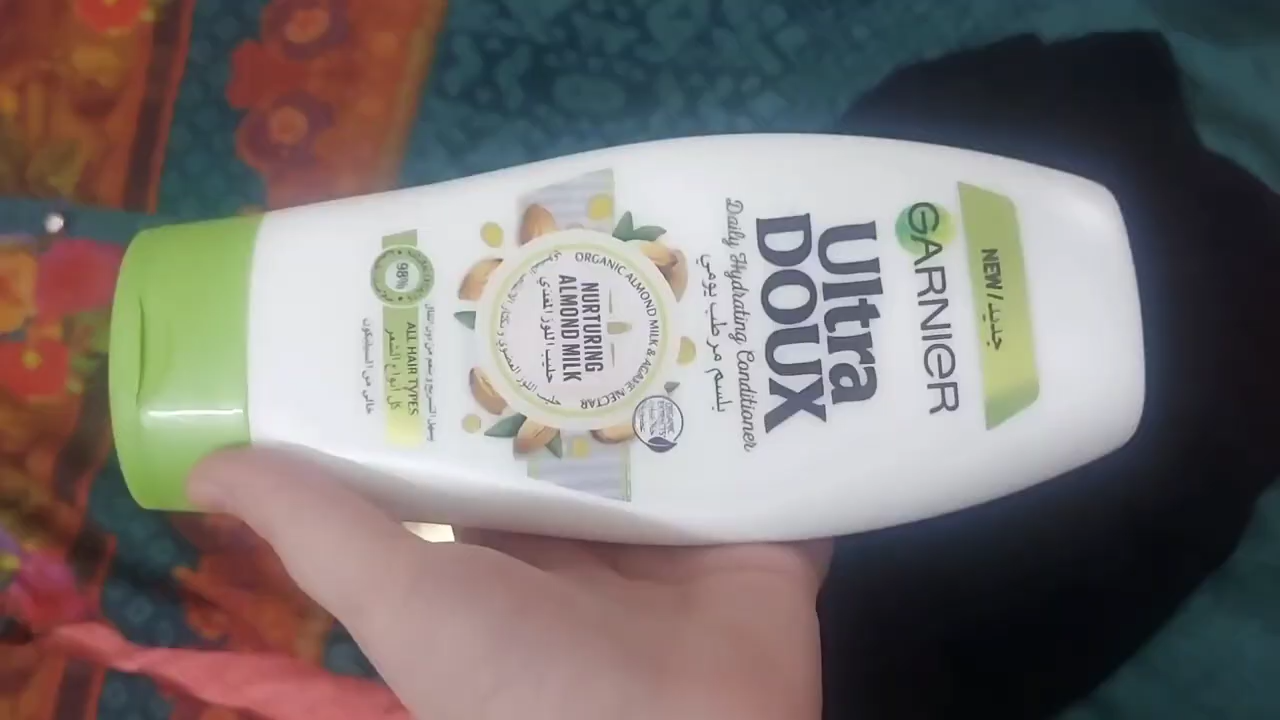 NEW / جديد
GARNIER
Ultra
DOUX
Daily Hydrating Conditioner
بلسم مرطب يومي
ORGANIC ALMOND MILK & AGAVE NECTAR
NURTURING
ALMOND MILK
حليب اللوز المغذي
98%
ALL HAIR TYPES
كل أنواع الشعر
خالي من السيليكون